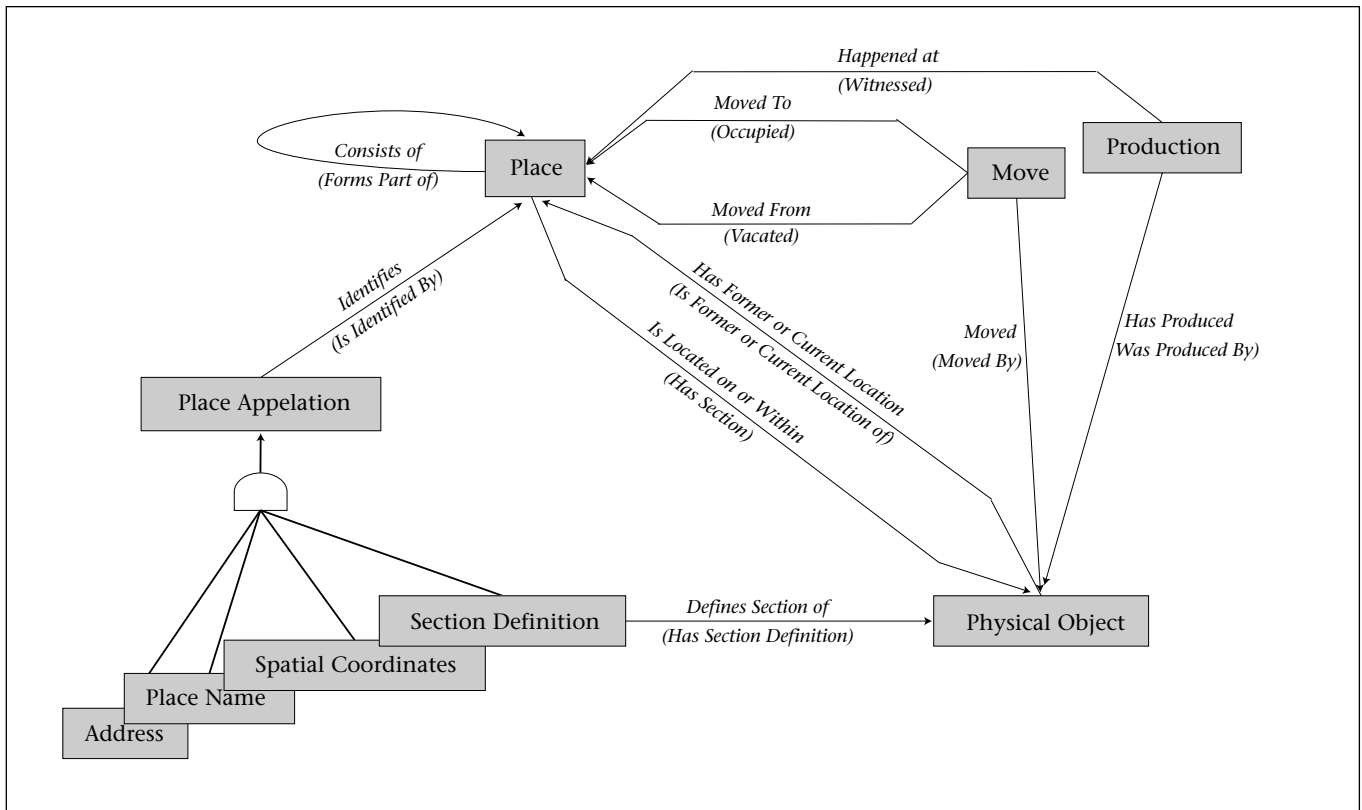 Happened at
(Witnessed)
Moved To
(Occupied)
Production
Consists of
(Forms Part of)
Place
Move
Moved From
(Vacated)
Identifies
(Is Identified By)
Has Former or Current Location
(Is Former or Current Location of)
Is Located on or Within
(Has Section)
Moved
(Moved By)
Has Produced
Was Produced By)
Place Appelation
Section Definition
Defines Section of
(Has Section Definition)
Physical Object
Spatial Coordinates
Place Name
Address